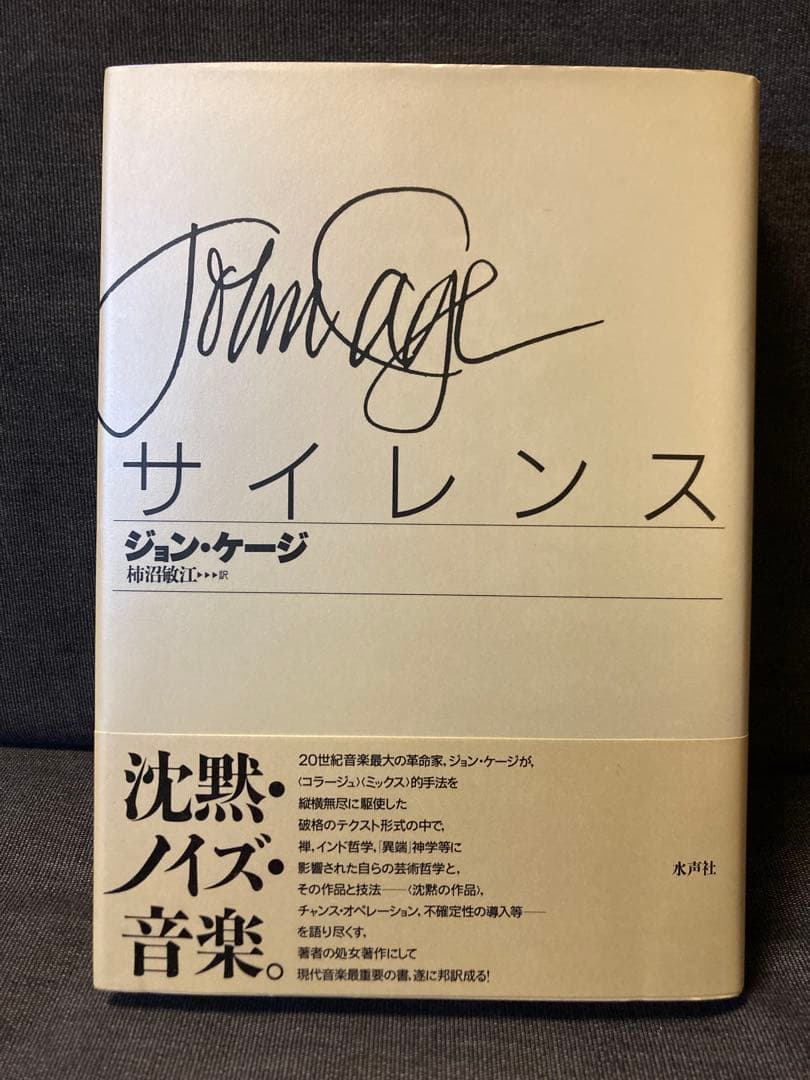 John Cage
サイレンス
ジョン・ケージ
柿沼敏江▶▶▶訳
沈黙・
ノイズ・
音楽。
20世紀音楽最大の革命家，ジョン・ケージが，
〈コラージュ〉〈ミックス〉的手法を
縦横無尽に駆使した
破格のテクスト形式の中で，
禅，インド哲学，「異端」神学等に
影響された自らの芸術哲学と，
その作品と技法──〈沈黙の作品〉，
チャンス・オペレーション，不確定性の導入等──
を語り尽くす，
著者の処女著作にして
現代音楽最重要の書，遂に邦訳成る！
水声社